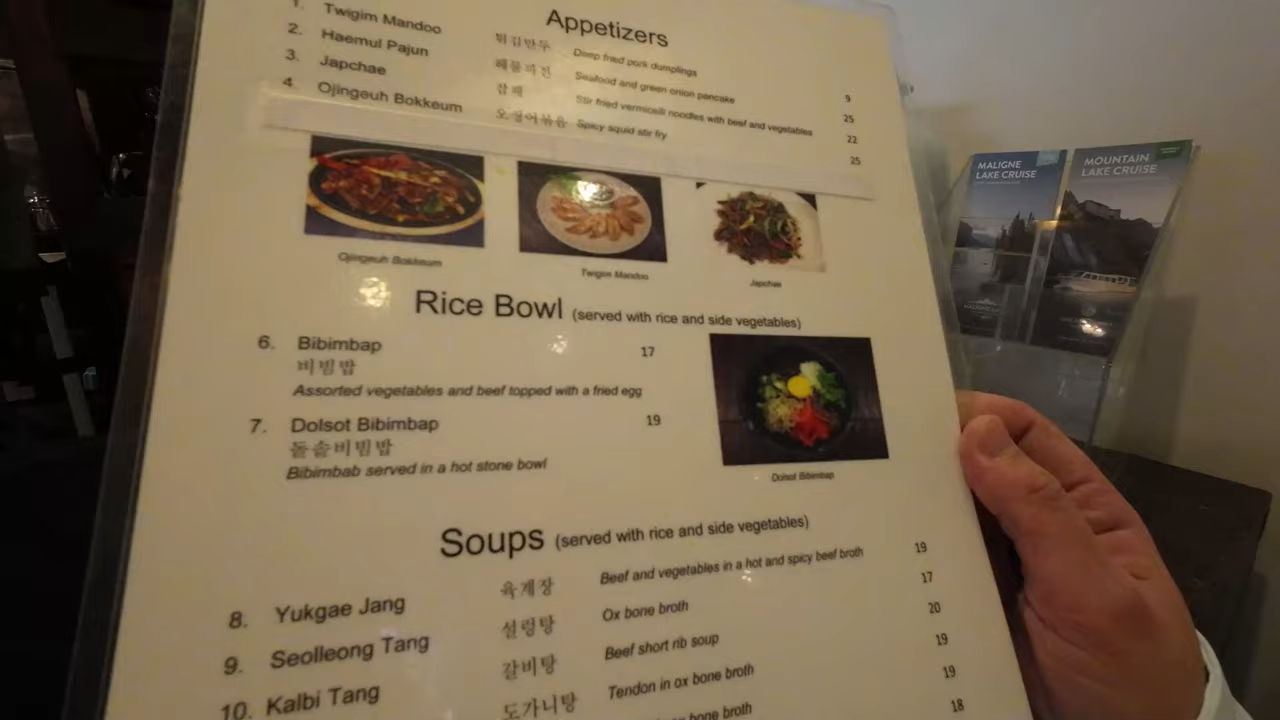 Appetizers
1. Twigim Mandoo 튀김만두 Deep fried pork dumplings 9
2. Haemul Pajun 해물파전 Seafood and green onion pancake 25
3. Japchae 잡채 Stir fried vermicelli noodles with beef and vegetables 22
4. Ojingeuh Bokkeum 오징어볶음 Spicy squid stir fry 25
Ojingeuh Bokkeum
Twigim Mandoo
Japchae
Rice Bowl (served with rice and side vegetables)
6. Bibimbap 17
비빔밥
Assorted vegetables and beef topped with a fried egg
7. Dolsot Bibimbap 19
돌솥비빔밥
Bibimbab served in a hot stone bowl
Dolsot Bibimbap
Soups (served with rice and side vegetables)
8. Yukgae Jang 육계장 Beef and vegetables in a hot and spicy beef broth 19
9. Seolleong Tang 설렁탕 Ox bone broth 17
10. Kalbi Tang 갈비탕 Beef short rib soup 20
도가니탕 Tendon in ox bone broth 19
bone broth 19
18
MALIGNE
LAKE CRUISE
MOUNTAIN
LAKE CRUISE